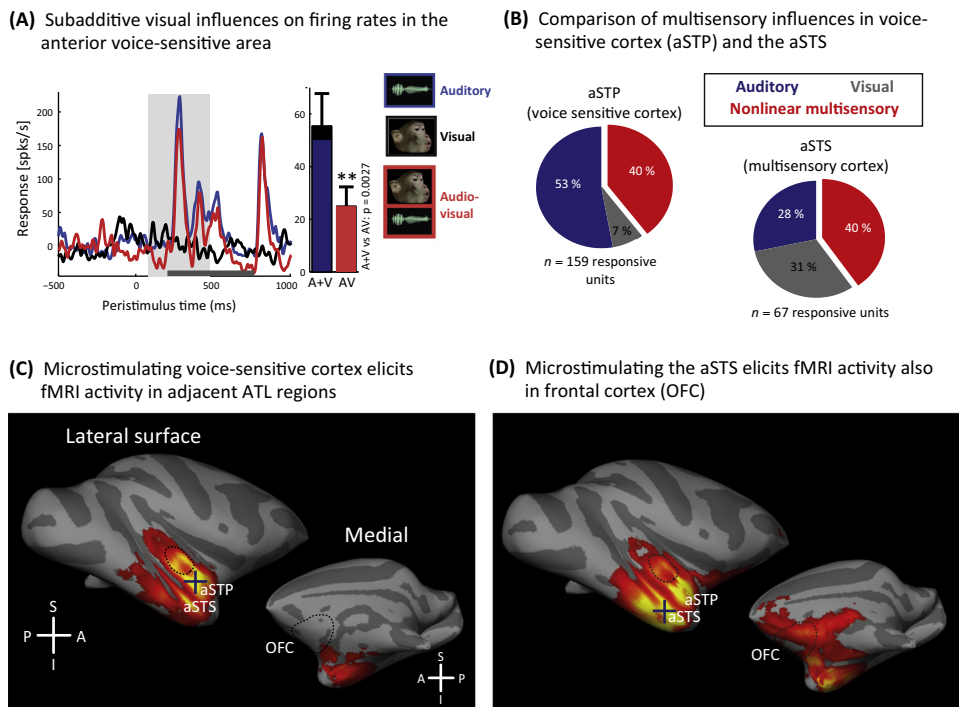 (A) Subadditive visual influences on firing rates in the
anterior voice-sensitive area
Response [spks/s]
200
150
100
50
0
−500
0
500
1000
Peristimulus time (ms)
60
40
20
0
A+V AV
**
A+V vs AV: p = 0.0027
Auditory
Visual
Audio-
visual
(B) Comparison of multisensory influences in voice-
sensitive cortex (aSTP) and the aSTS
Auditory Visual
Nonlinear multisensory
aSTP
(voice sensitive cortex)
53 %
40 %
7 %
n = 159 responsive
units
aSTS
(multisensory cortex)
28 %
40 %
31 %
n = 67 responsive units
(C) Microstimulating voice-sensitive cortex elicits
fMRI activity in adjacent ATL regions
Lateral surface
Medial
aSTP
aSTS
OFC
S
P A
I
S
A P
I
(D) Microstimulating the aSTS elicits fMRI activity also
in frontal cortex (OFC)
aSTP
aSTS
OFC